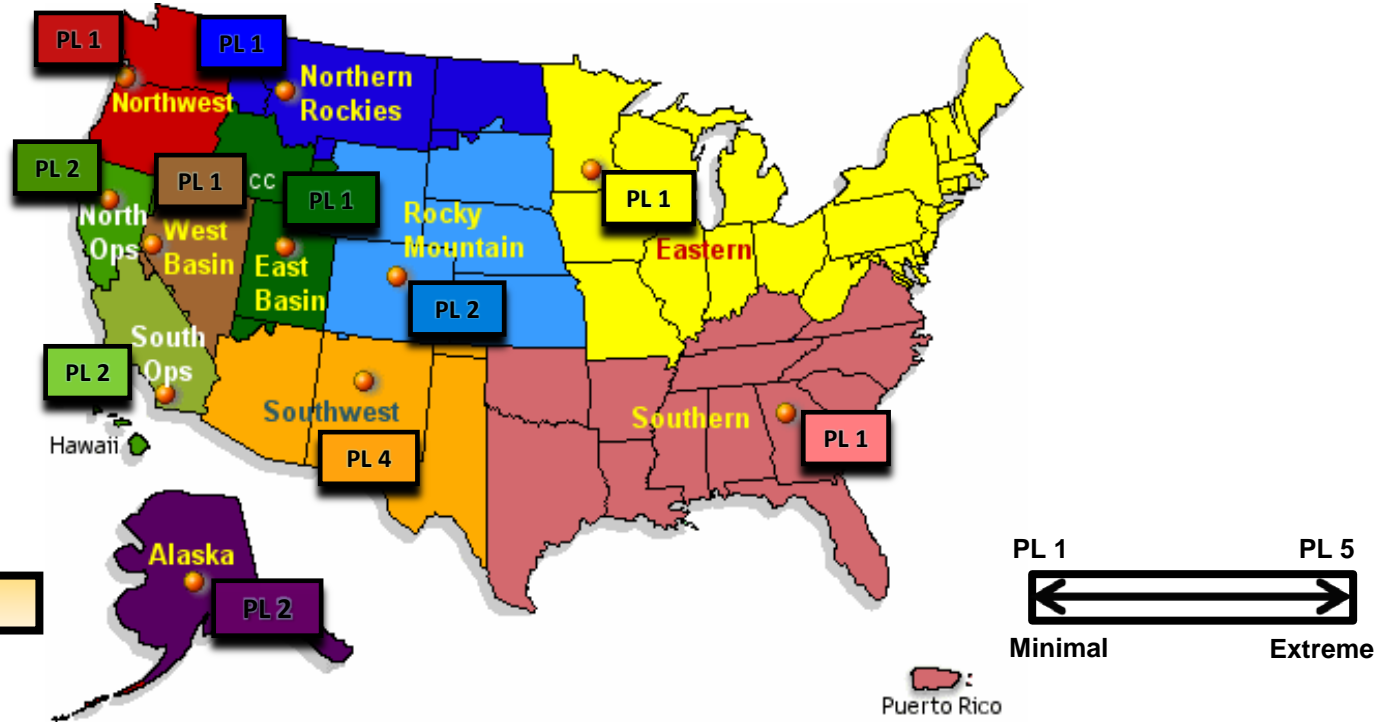 PL 1
PL 1
Northern
Rockies
Northwest
PL 2
PL 1
CC
PL 1
PL 1
North
Ops
West
Basin
Rocky
Mountain
Eastern
East
Basin
PL 2
South
Ops
PL 2
Southwest
Southern
PL 1
Hawaii
PL 4
Alaska
PL 2
PL 1
PL 5
Minimal
Extreme
:
Puerto Rico